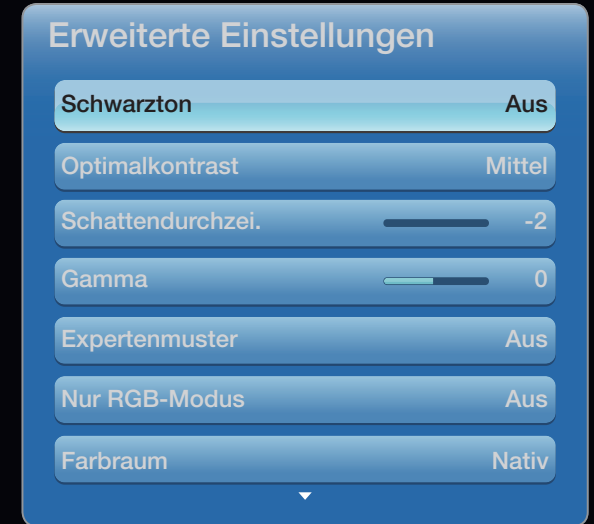 Erweiterte Einstellungen
Schwarzton Aus
Optimalkontrast Mittel
Schattendurchzei. -2
Gamma 0
Expertenmuster Aus
Nur RGB-Modus Aus
Farbraum Nativ